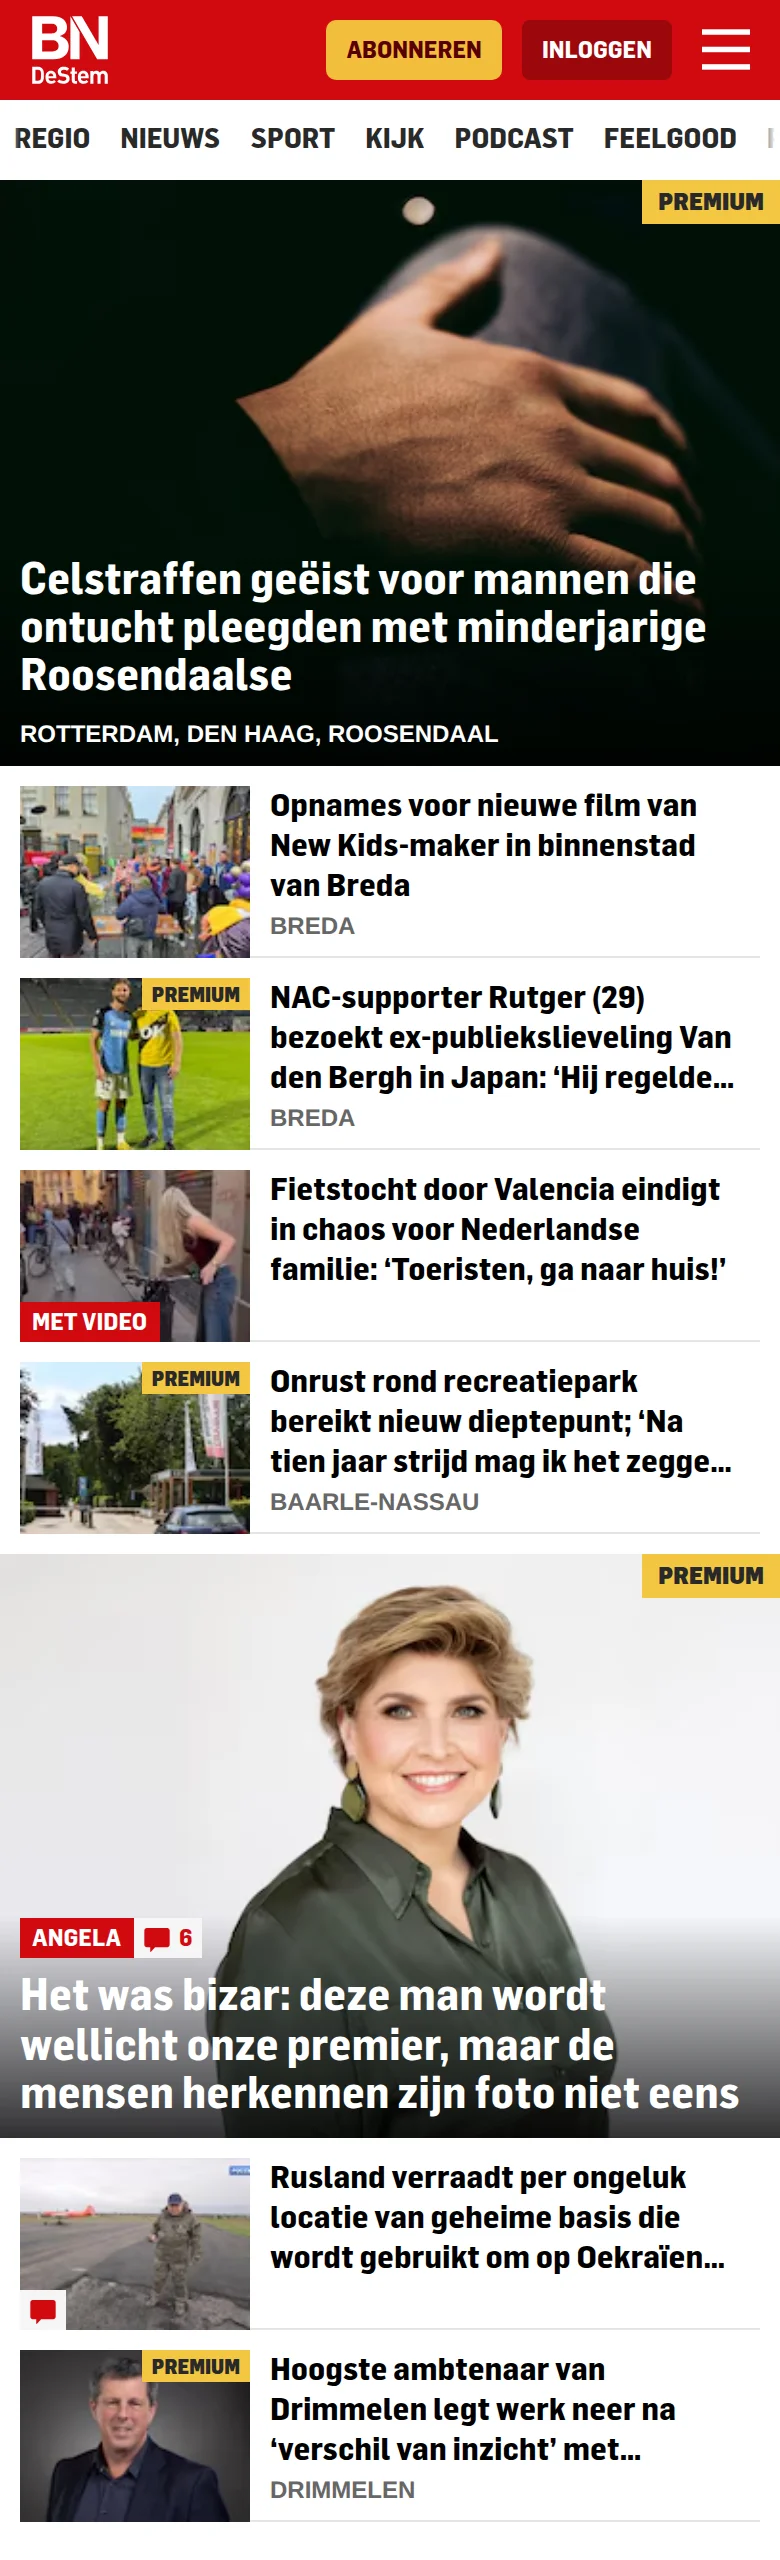 BN
DeStem
ABONNEREN
INLOGGEN
REGIO NIEUWS SPORT KIJK PODCAST FEELGOOD
PREMIUM
Celstraffen geëist voor mannen die
ontucht pleegden met minderjarige
Roosendaalse
ROTTERDAM, DEN HAAG, ROOSENDAAL
Opnames voor nieuwe film van
New Kids-maker in binnenstad
van Breda
BREDA
PREMIUM
OK
NAC-supporter Rutger (29)
bezoekt ex-publiekslieveling Van
den Bergh in Japan: ‘Hij regelde...
BREDA
MET VIDEO
Fietstocht door Valencia eindigt
in chaos voor Nederlandse
familie: ‘Toeristen, ga naar huis!’
PREMIUM
Onrust rond recreatiepark
bereikt nieuw dieptepunt; ‘Na
tien jaar strijd mag ik het zegge...
BAARLE-NASSAU
PREMIUM
ANGELA
6
Het was bizar: deze man wordt
wellicht onze premier, maar de
mensen herkennen zijn foto niet eens
Rusland verraadt per ongeluk
locatie van geheime basis die
wordt gebruikt om op Oekraïen...
PREMIUM
Hoogste ambtenaar van
Drimmelen legt werk neer na
‘verschil van inzicht’ met...
DRIMMELEN